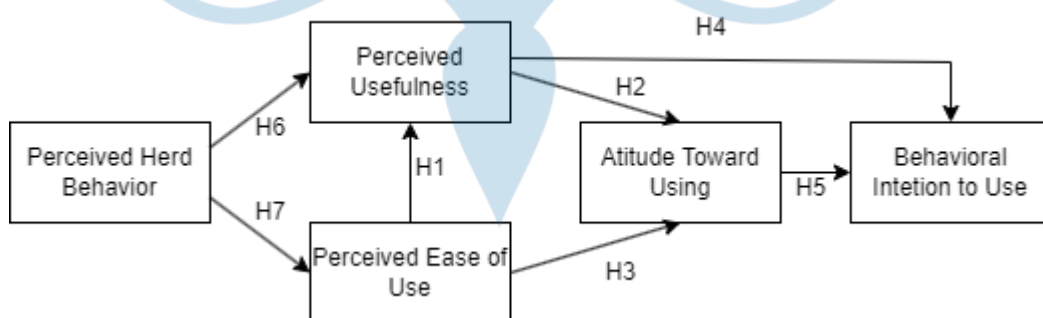 H4
Perceived
Usefulness
H2
H6
Perceived Herd
Behavior
H1
Atitude Toward
Using
H5
Behavioral
Intetion to Use
H7
Perceived Ease of
Use
H3